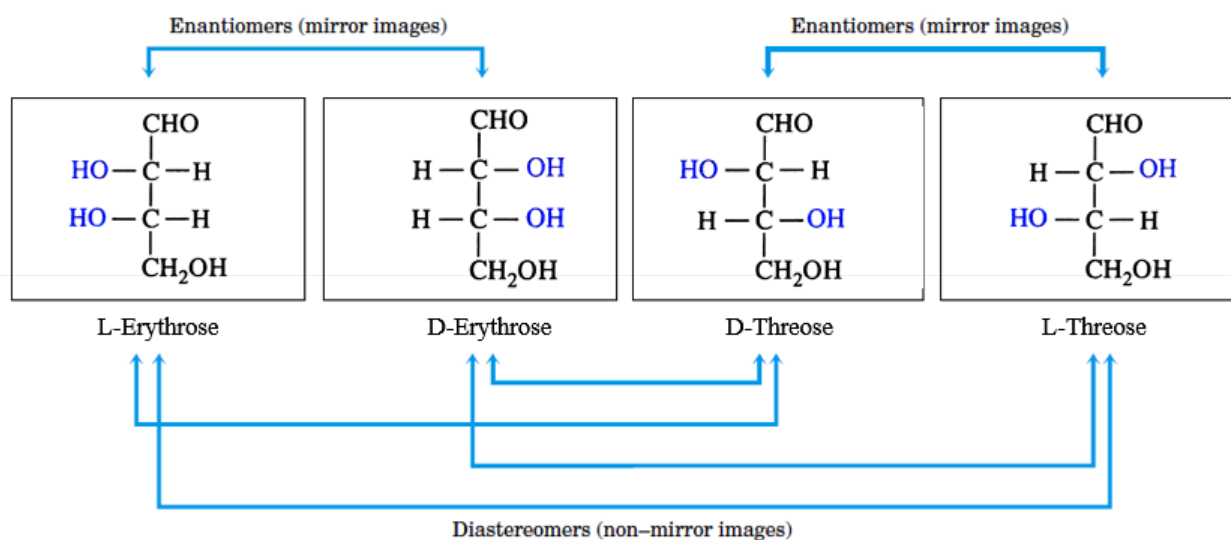 Enantiomers (mirror images) Enantiomers (mirror images)
CHO CHO CHO CHO
HO—C—H H—C—OH HO—C—H H—C—OH
HO—C—H H—C—OH H—C—OH HO—C—H
CH₂OH CH₂OH CH₂OH CH₂OH
L-Erythrose D-Erythrose D-Threose L-Threose
Diastereomers (non–mirror images)